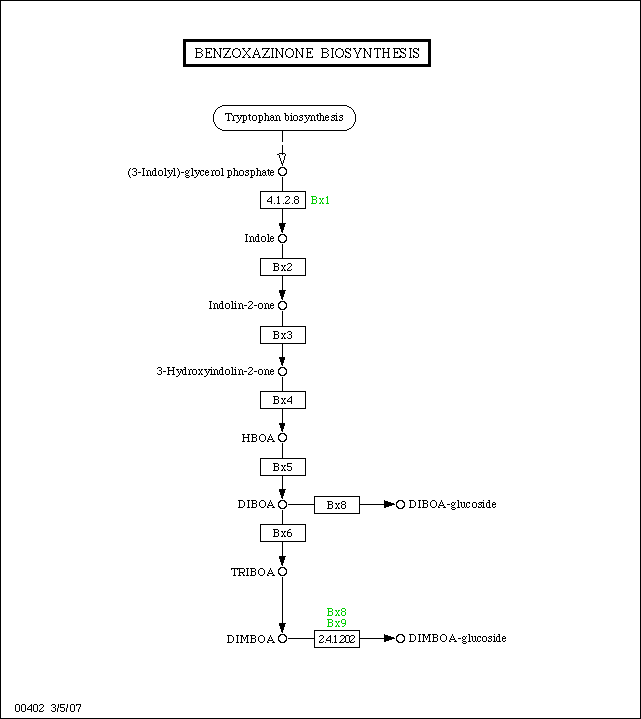 BENZOXAZINONE BIOSYNTHESIS
Tryptophan biosynthesis
(3-Indolyl)-glycerol phosphate
4.1.2.8 Bx1
Indole
Bx2
Indolin-2-one
Bx3
3-Hydroxyindolin-2-one
Bx4
HBOA
Bx5
DIBOA Bx8 DIBOA-glucoside
Bx6
TRIBOA
Bx8
Bx9
DIMBOA 2.4.1.202 DIMBOA-glucoside
00402 3/5/07